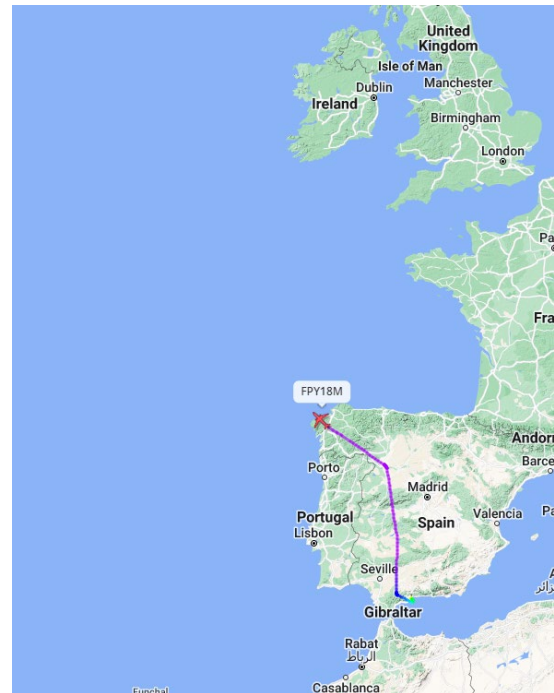 United
Kingdom
Isle of Man
Dublin
Manchester
Ireland
Birmingham
London
Pa
Fra
FPY18M
Andorr
Porto
Barce
Madrid
Portugal
Valencia
Spain
Pa
Lisbon
Seville
الجزائر
Gibraltar
Rabat
الرباط
Casablanca
Funchal